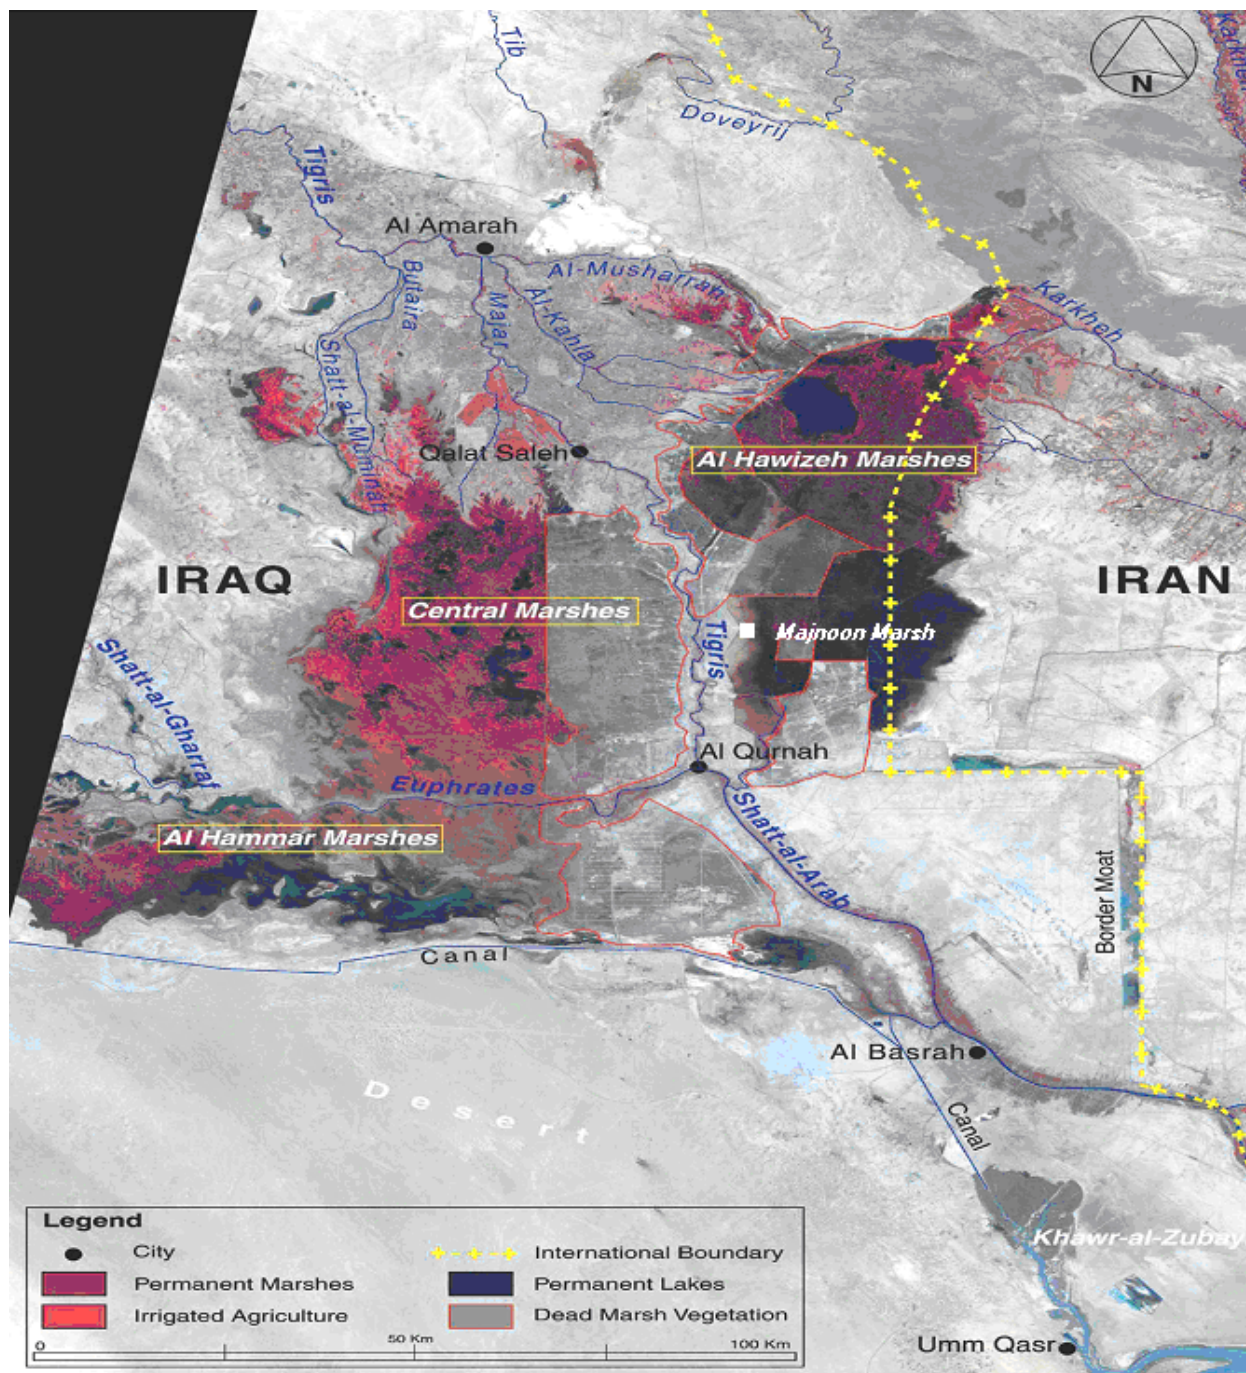 Tib
Karkheh
N
Doveyrij
Tigris
Al Amarah
Al-Musharrah
Butaira
Majar
Al-Kahla
Karkheh
Shatt-al-Muminah
Qalat Saleh
Al Hawizeh Marshes
IRAQ
IRAN
Central Marshes
Tigris
Majnoon Marsh
Shatt-al-Gharraf
Al Qurnah
Euphrates
Shatt-al-Arab
Al Hammar Marshes
Border Moat
Canal
Al Basrah
Desert
Canal
Legend
City
International Boundary
Permanent Marshes
Permanent Lakes
Irrigated Agriculture
Dead Marsh Vegetation
0 50 Km 100 Km
Khawr-al-Zubay
Umm Qasr